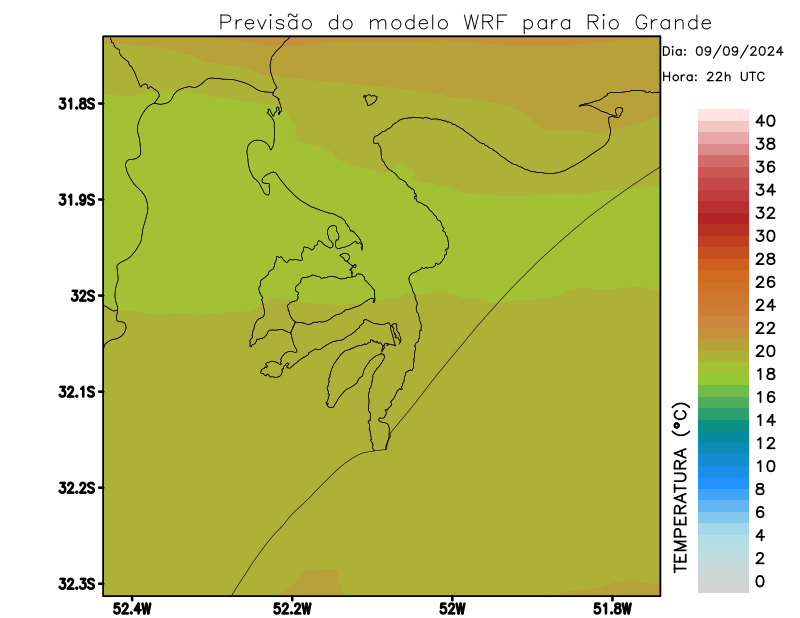 Previsão do modelo WRF para Rio Grande
Dia: 09/09/2024
Hora: 22h UTC
31.8S
31.9S
32S
32.1S
32.2S
32.3S
52.4W
52.2W
52W
51.8W
TEMPERATURA (°C)
40
38
36
34
32
30
28
26
24
22
20
18
16
14
12
10
8
6
4
2
0